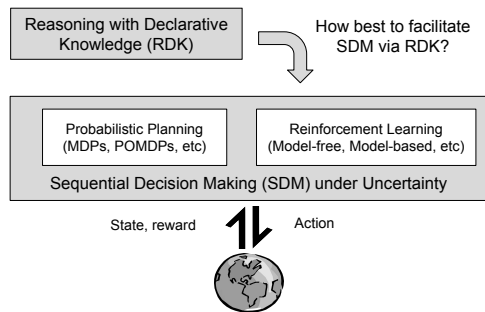 Reasoning with Declarative
Knowledge (RDK)
How best to facilitate
SDM via RDK?
Probabilistic Planning
(MDPs, POMDPs, etc)
Reinforcement Learning
(Model-free, Model-based, etc)
Sequential Decision Making (SDM) under Uncertainty
State, reward
Action